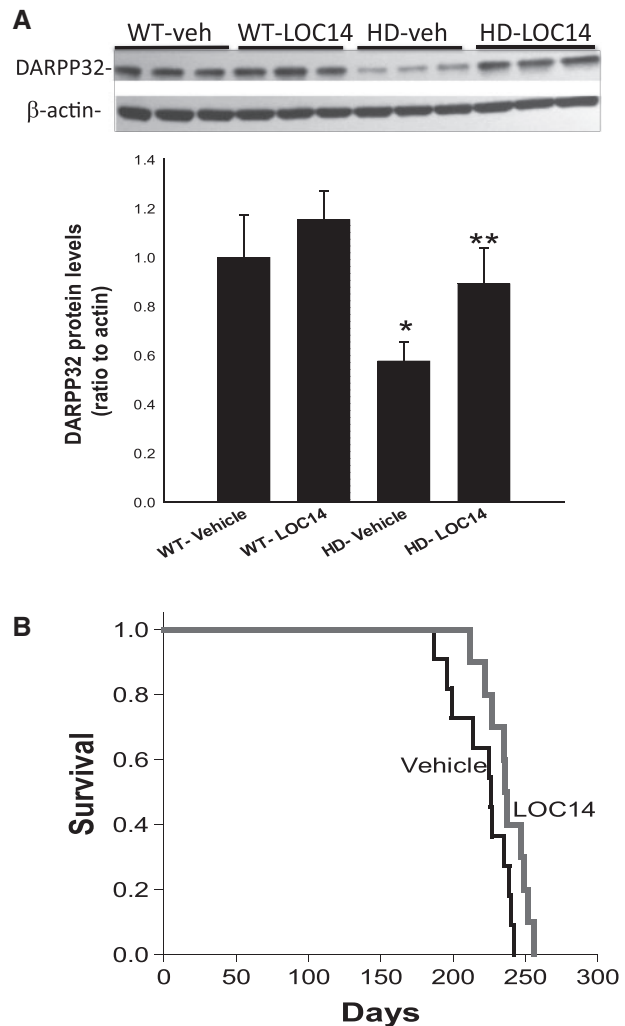 A
WT-veh WT-LOC14 HD-veh HD-LOC14
DARPP32-
β-actin-
DARPP32 protein levels
(ratio to actin)
1.4
1.2
1.0
0.8
0.6
0.4
0.2
0.0
*
**
WT- Vehicle WT- LOC14 HD- Vehicle HD- LOC14
B
Survival
1.0
0.8
0.6
0.4
0.2
0.0
Vehicle
LOC14
0 50 100 150 200 250 300
Days